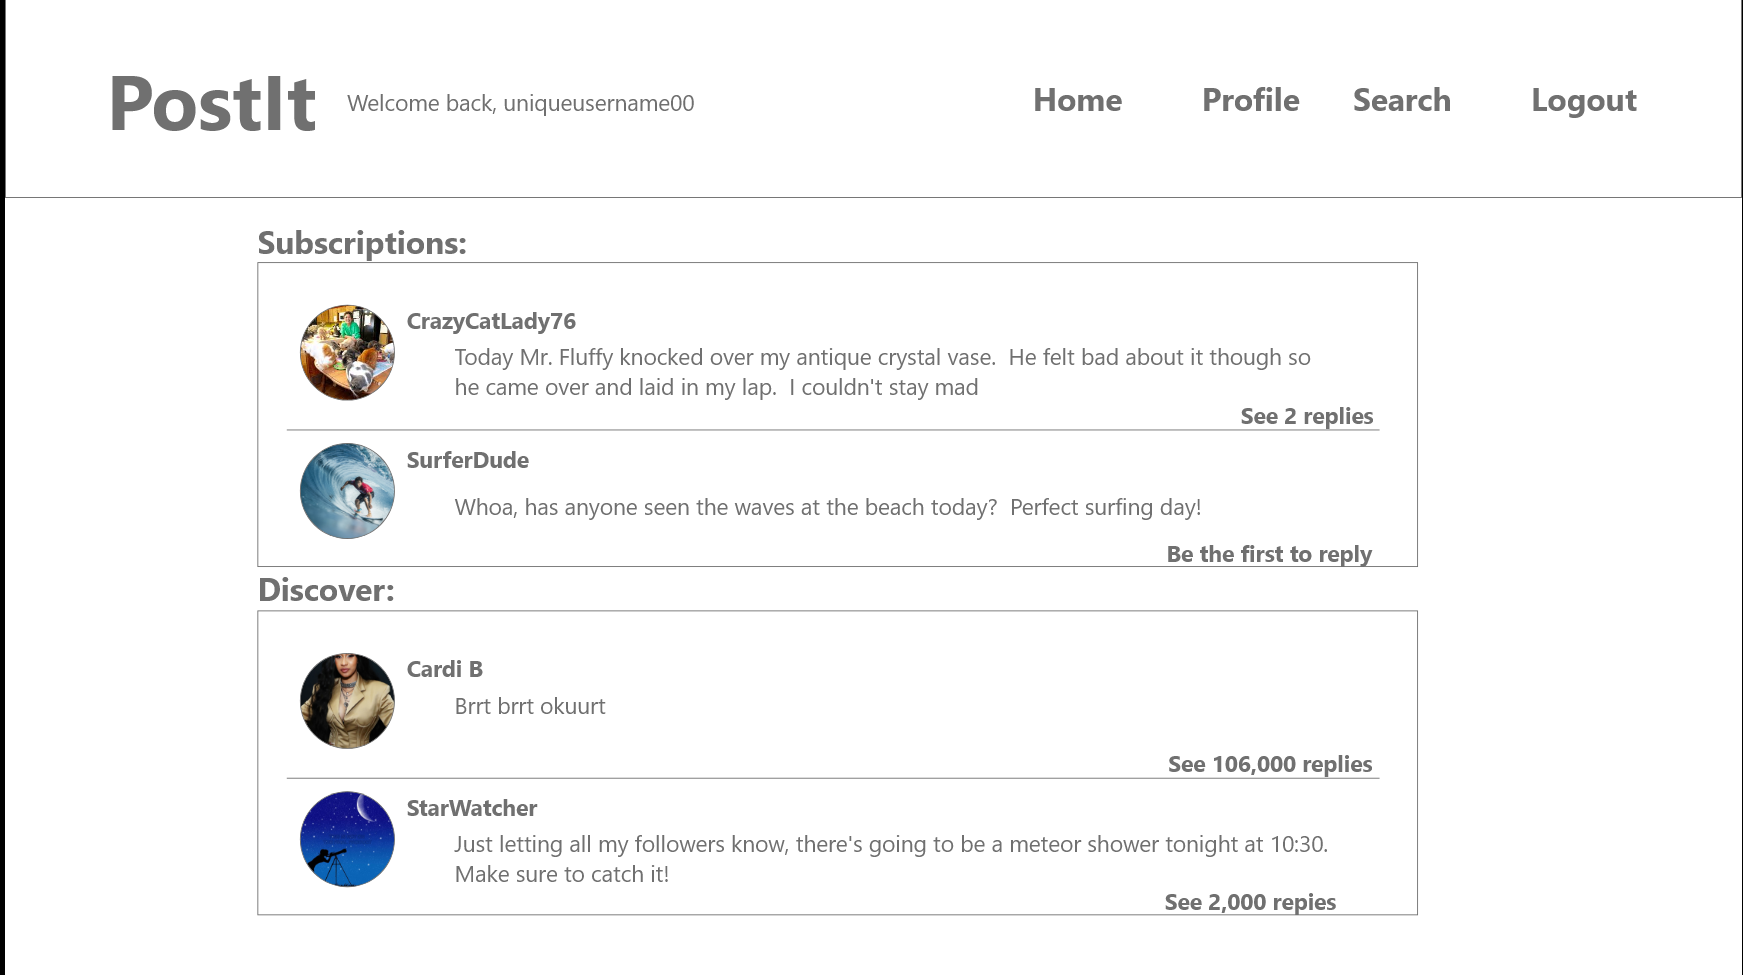 PostIt Welcome back, uniqueusername00 Home Profile Search Logout
Subscriptions:
CrazyCatLady76
Today Mr. Fluffy knocked over my antique crystal vase.  He felt bad about it though so
he came over and laid in my lap.  I couldn't stay mad
See 2 replies
SurferDude
Whoa, has anyone seen the waves at the beach today?  Perfect surfing day!
Be the first to reply
Discover:
Cardi B
Brrt brrt okuurt
See 106,000 replies
StarWatcher
Just letting all my followers know, there's going to be a meteor shower tonight at 10:30.
Make sure to catch it!
See 2,000 repies